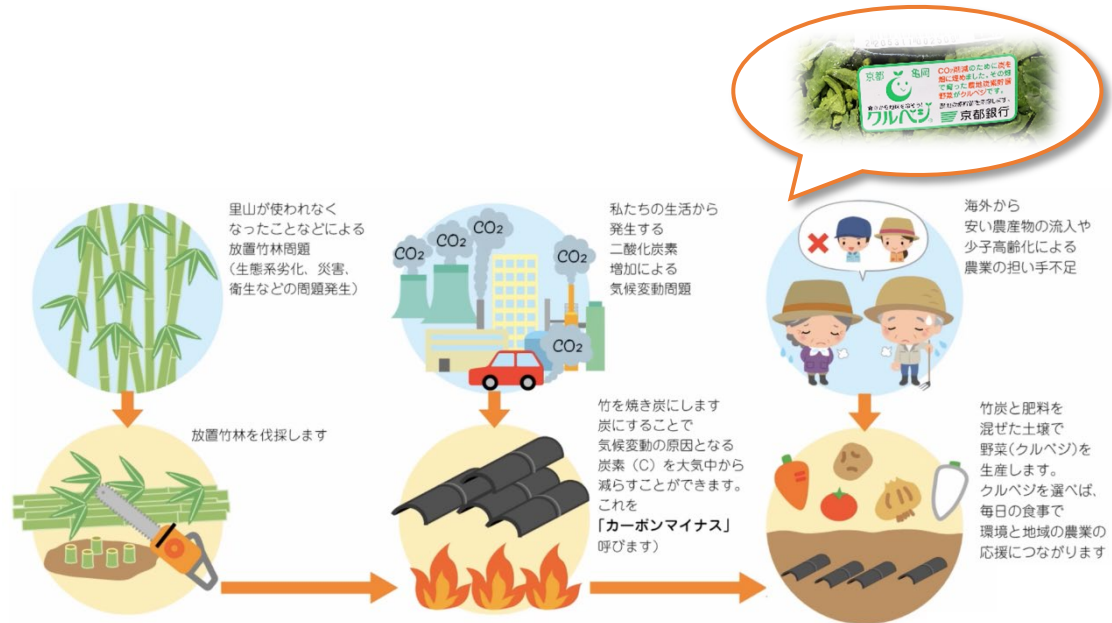 京都 亀岡
CO₂削減のために炭を
畑に埋めました。その畑
で育った農地炭素貯留
野菜がクルベジです。
クルベジ
京都銀行
里山が使われなく
なったことなどによる
放置竹林問題
(生態系劣化、災害、
衛生などの問題発生)
CO₂
CO₂
CO₂
CO₂
私たちの生活から
発生する
二酸化炭素
増加による
気候変動問題
海外から
安い農産物の流入や
少子高齢化による
農業の担い手不足
放置竹林を伐採します
竹を焼き炭にします
炭にすることで
気候変動の原因となる
炭素(C)を大気中から
減らすことができます。
これを
「カーボンマイナス」
呼びます)
竹炭と肥料を
混ぜた土壌で
野菜(クルベジ)を
生産します。
クルベジを選べば、
毎日の食事で
環境と地域の農業の
応援につながります